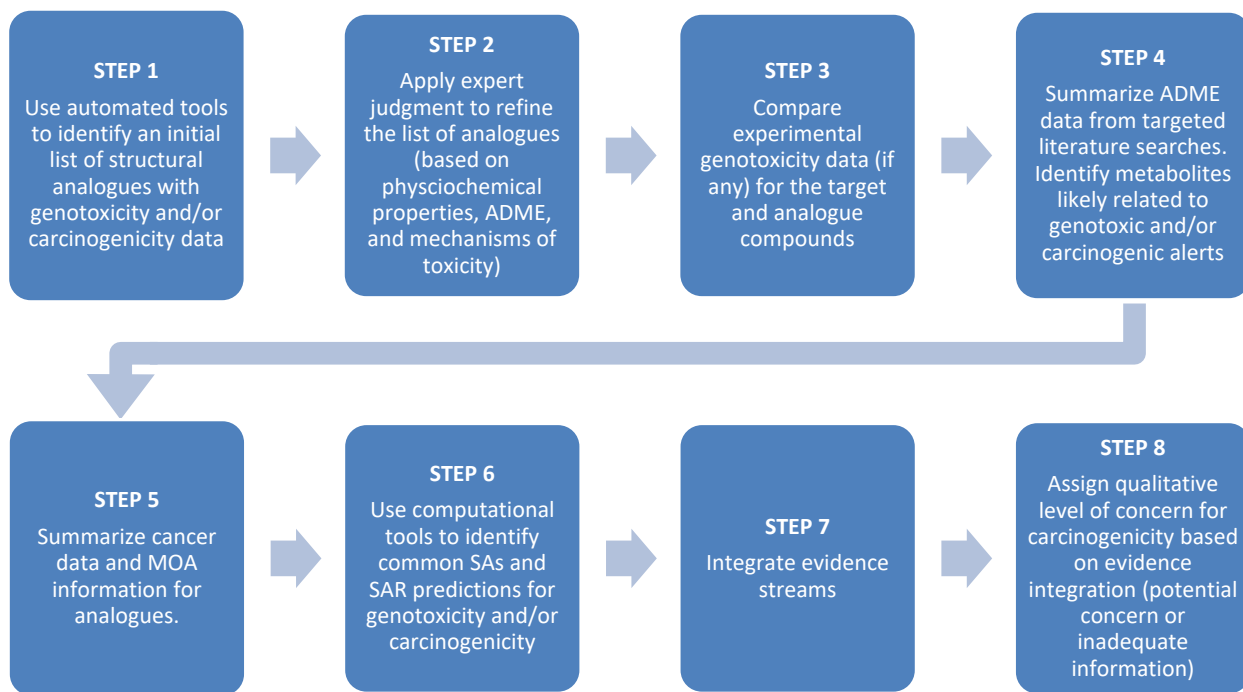 STEP 1
Use automated tools
to identify an initial
list of structural
analogues with
genotoxicity and/or
carcinogenicity data
STEP 2
Apply expert
judgment to refine
the list of analogues
(based on
physciochemical
properties, ADME,
and mechanisms of
toxicity)
STEP 3
Compare
experimental
genotoxicity data (if
any) for the target
and analogue
compounds
STEP 4
Summarize ADME
data from targeted
literature searches.
Identify metabolites
likely related to
genotoxic and/or
carcinogenic alerts
STEP 5
Summarize cancer
data and MOA
information for
analogues.
STEP 6
Use computational
tools to identify
common SAs and
SAR predictions for
genotoxicity and/or
carcinogenicity
STEP 7
Integrate evidence
streams
STEP 8
Assign qualitative
level of concern for
carcinogenicity based
on evidence
integration (potential
concern or
inadequate
information)